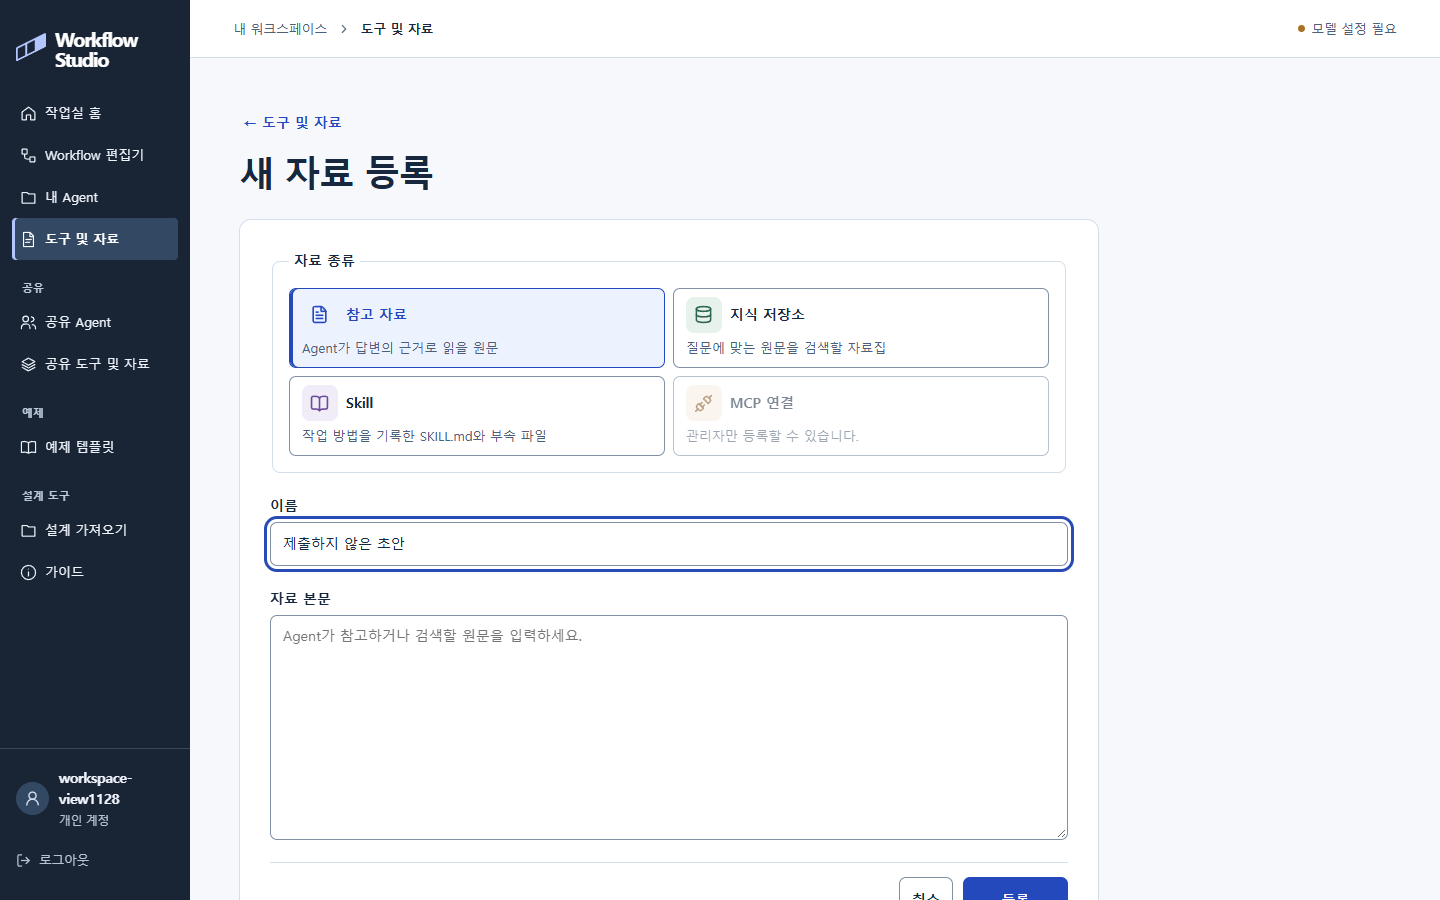 Workflow
Studio
작업실 홈
Workflow 편집기
내 Agent
도구 및 자료
공유
공유 Agent
공유 도구 및 자료
예제
예제 템플릿
설계 도구
설계 가져오기
가이드
workspace-
view1128
개인 계정
로그아웃
내 워크스페이스 > 도구 및 자료
모델 설정 필요
← 도구 및 자료
새 자료 등록
자료 종류
참고 자료
Agent가 답변의 근거로 읽을 원문
지식 저장소
질문에 맞는 원문을 검색할 자료집
Skill
작업 방법을 기록한 SKILL.md와 부속 파일
MCP 연결
관리자만 등록할 수 있습니다.
이름
제출하지 않은 초안
자료 본문
Agent가 참고하거나 검색할 원문을 입력하세요.
취소
등록